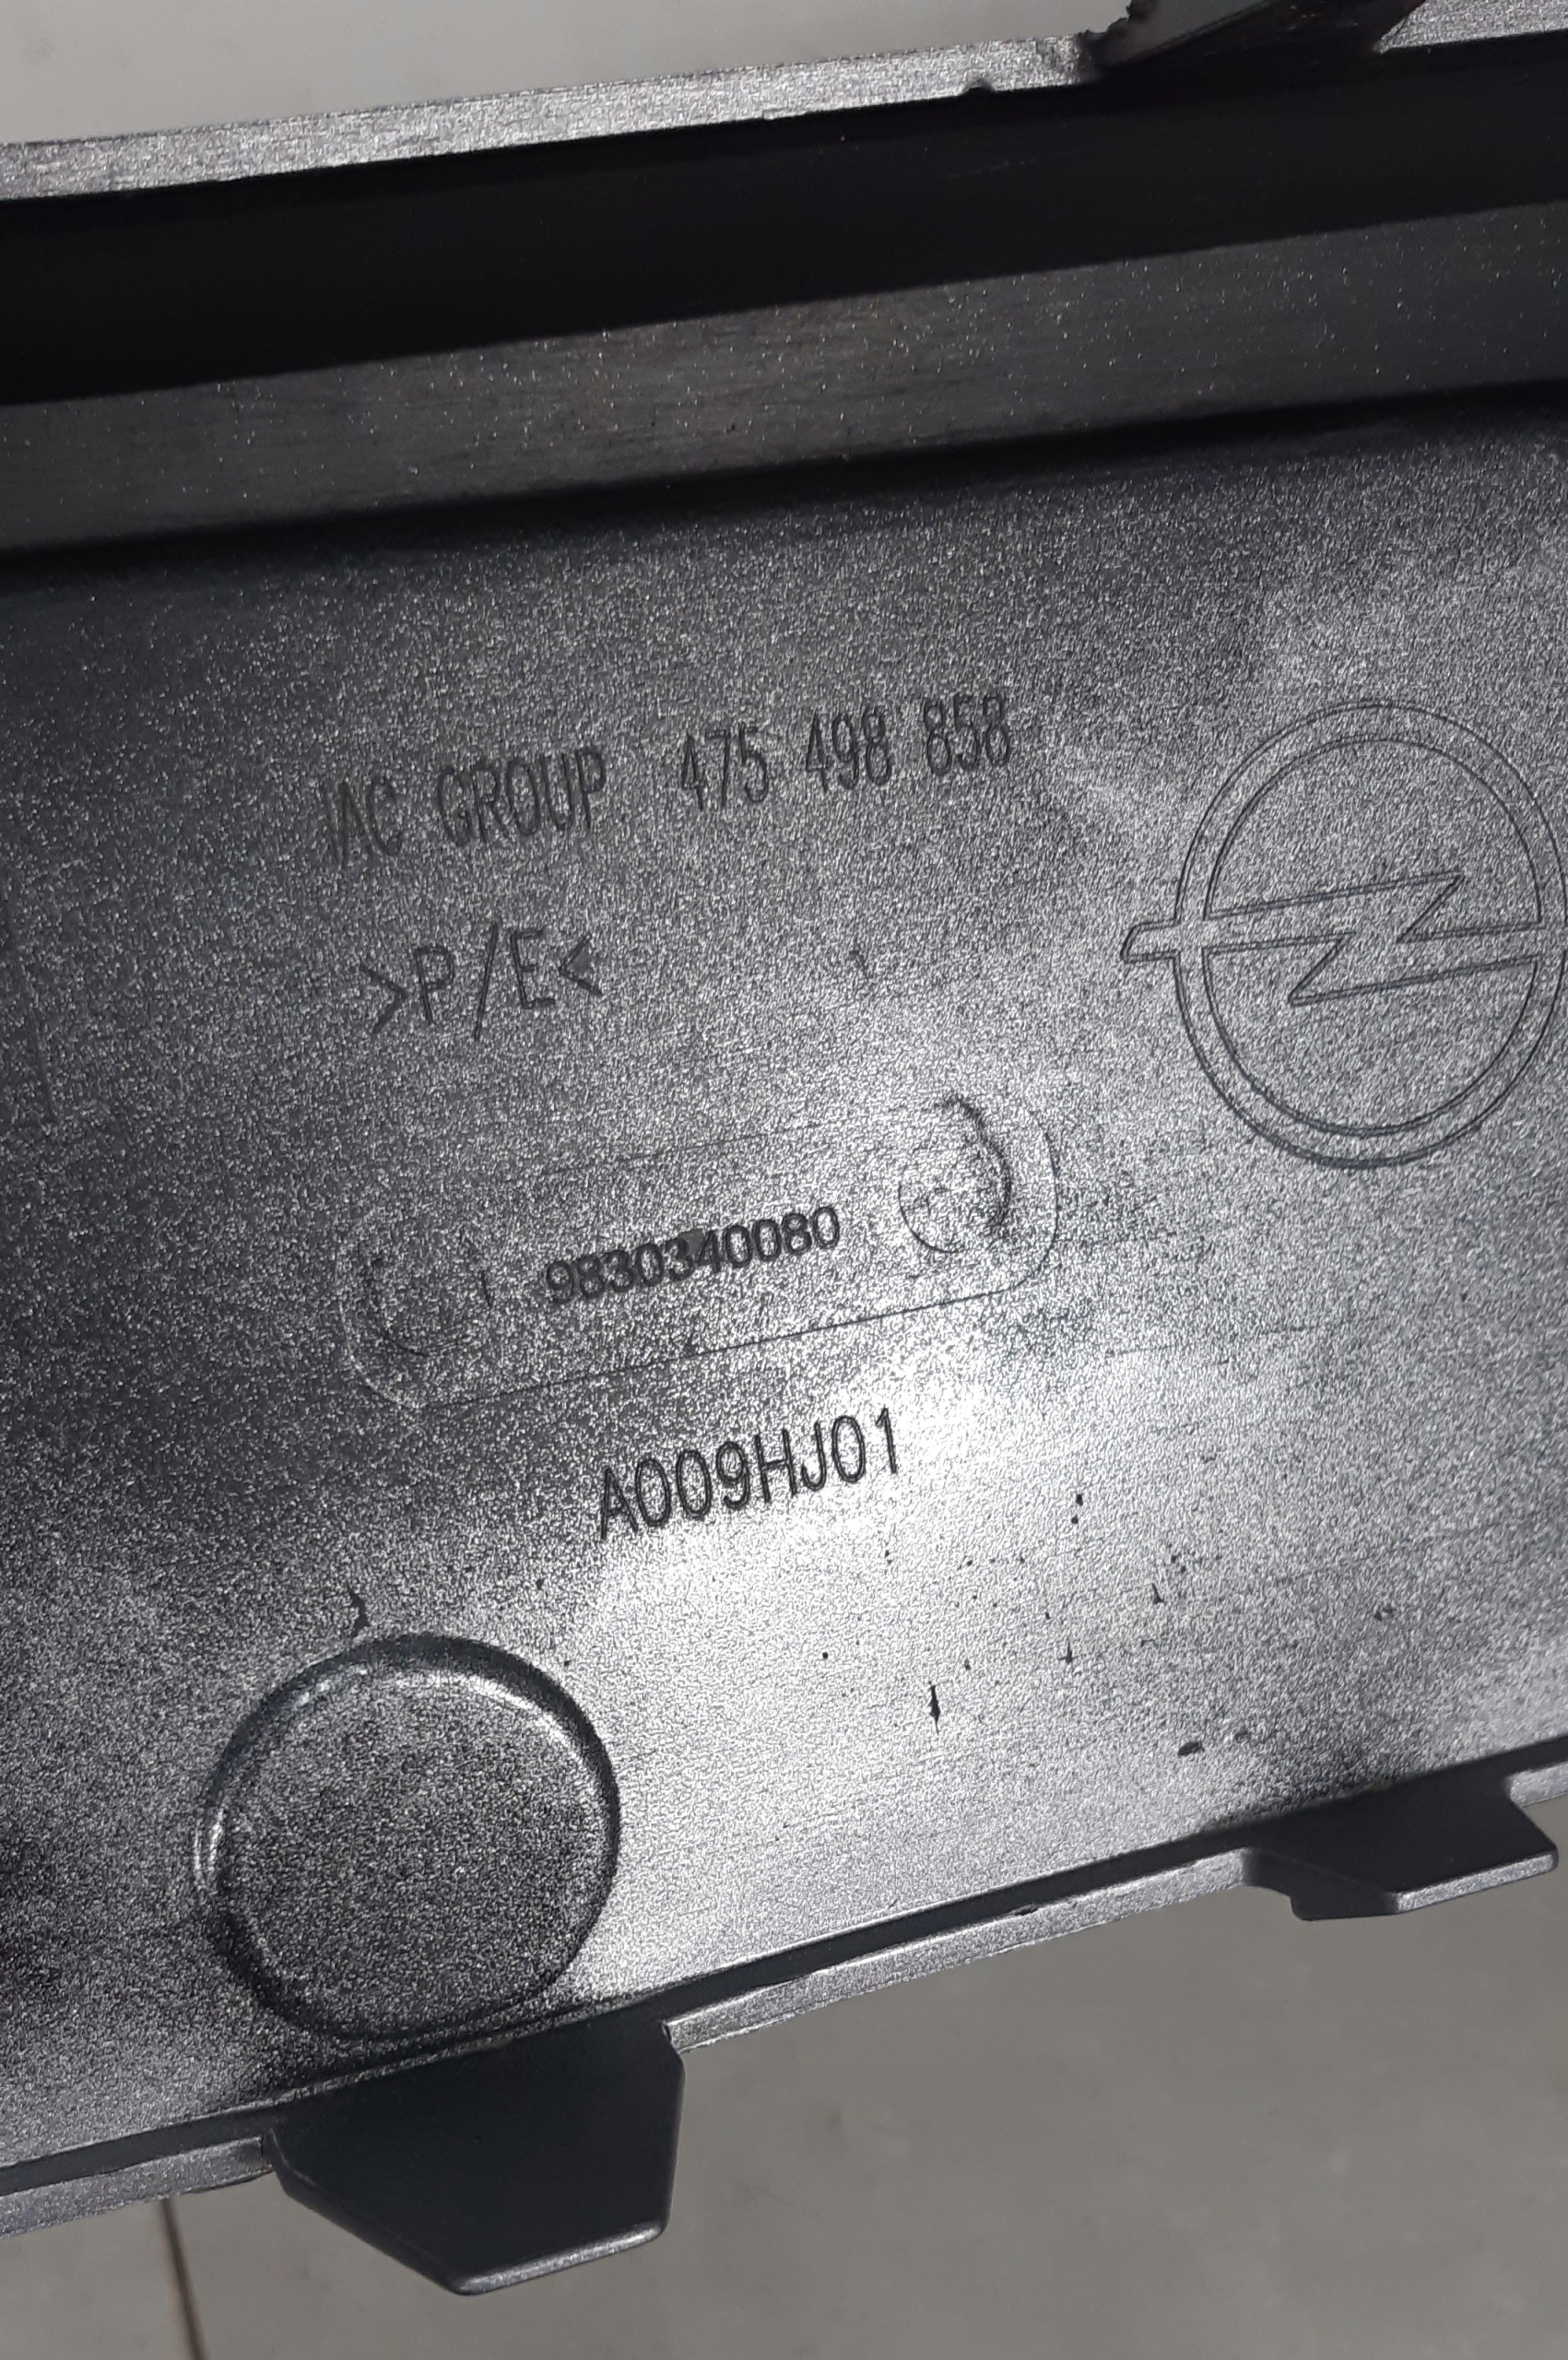 IAC GROUP 475 498 858
>P/E<
9830340080
A009HJ01